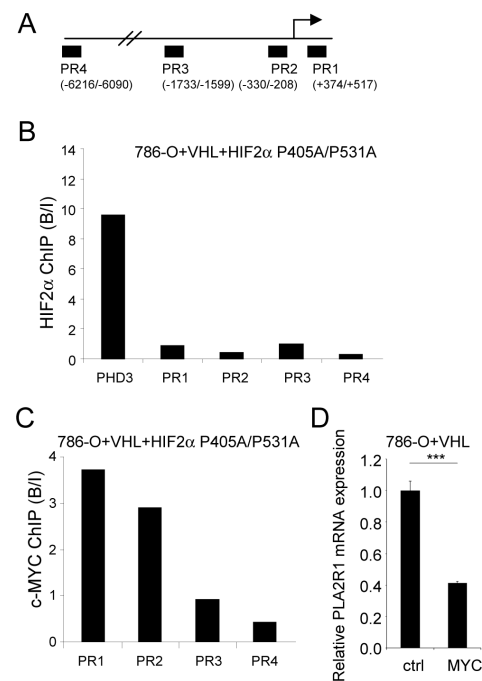 A
PR4 PR3 PR2 PR1
(-6216/-6090) (-1733/-1599) (-330/-208) (+374/+517)
B
786-O+VHL+HIF2α P405A/P531A
HIF2α ChIP (B/I)
14
12
10
8
6
4
2
0
PHD3 PR1 PR2 PR3 PR4
C
786-O+VHL+HIF2α P405A/P531A
c-MYC ChIP (B/I)
4
3
2
1
0
PR1 PR2 PR3 PR4
D
786-O+VHL
Relative PLA2R1 mRNA expression
***
1.2
1.0
0.8
0.6
0.4
0.2
0.0
ctrl MYC